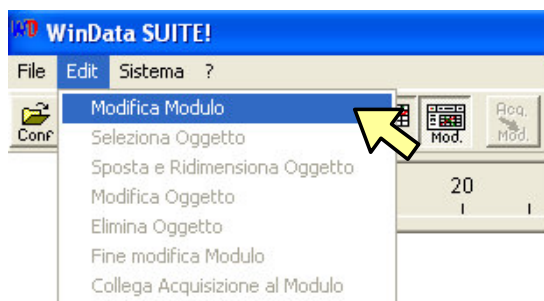 WinData SUITE!
File Edit Sistema ?
Conf Mod. Acq. Mod.
Modifica Modulo
Seleziona Oggetto
Sposta e Ridimensiona Oggetto
20
Modifica Oggetto
Elimina Oggetto
Fine modifica Modulo
Collega Acquisizione al Modulo